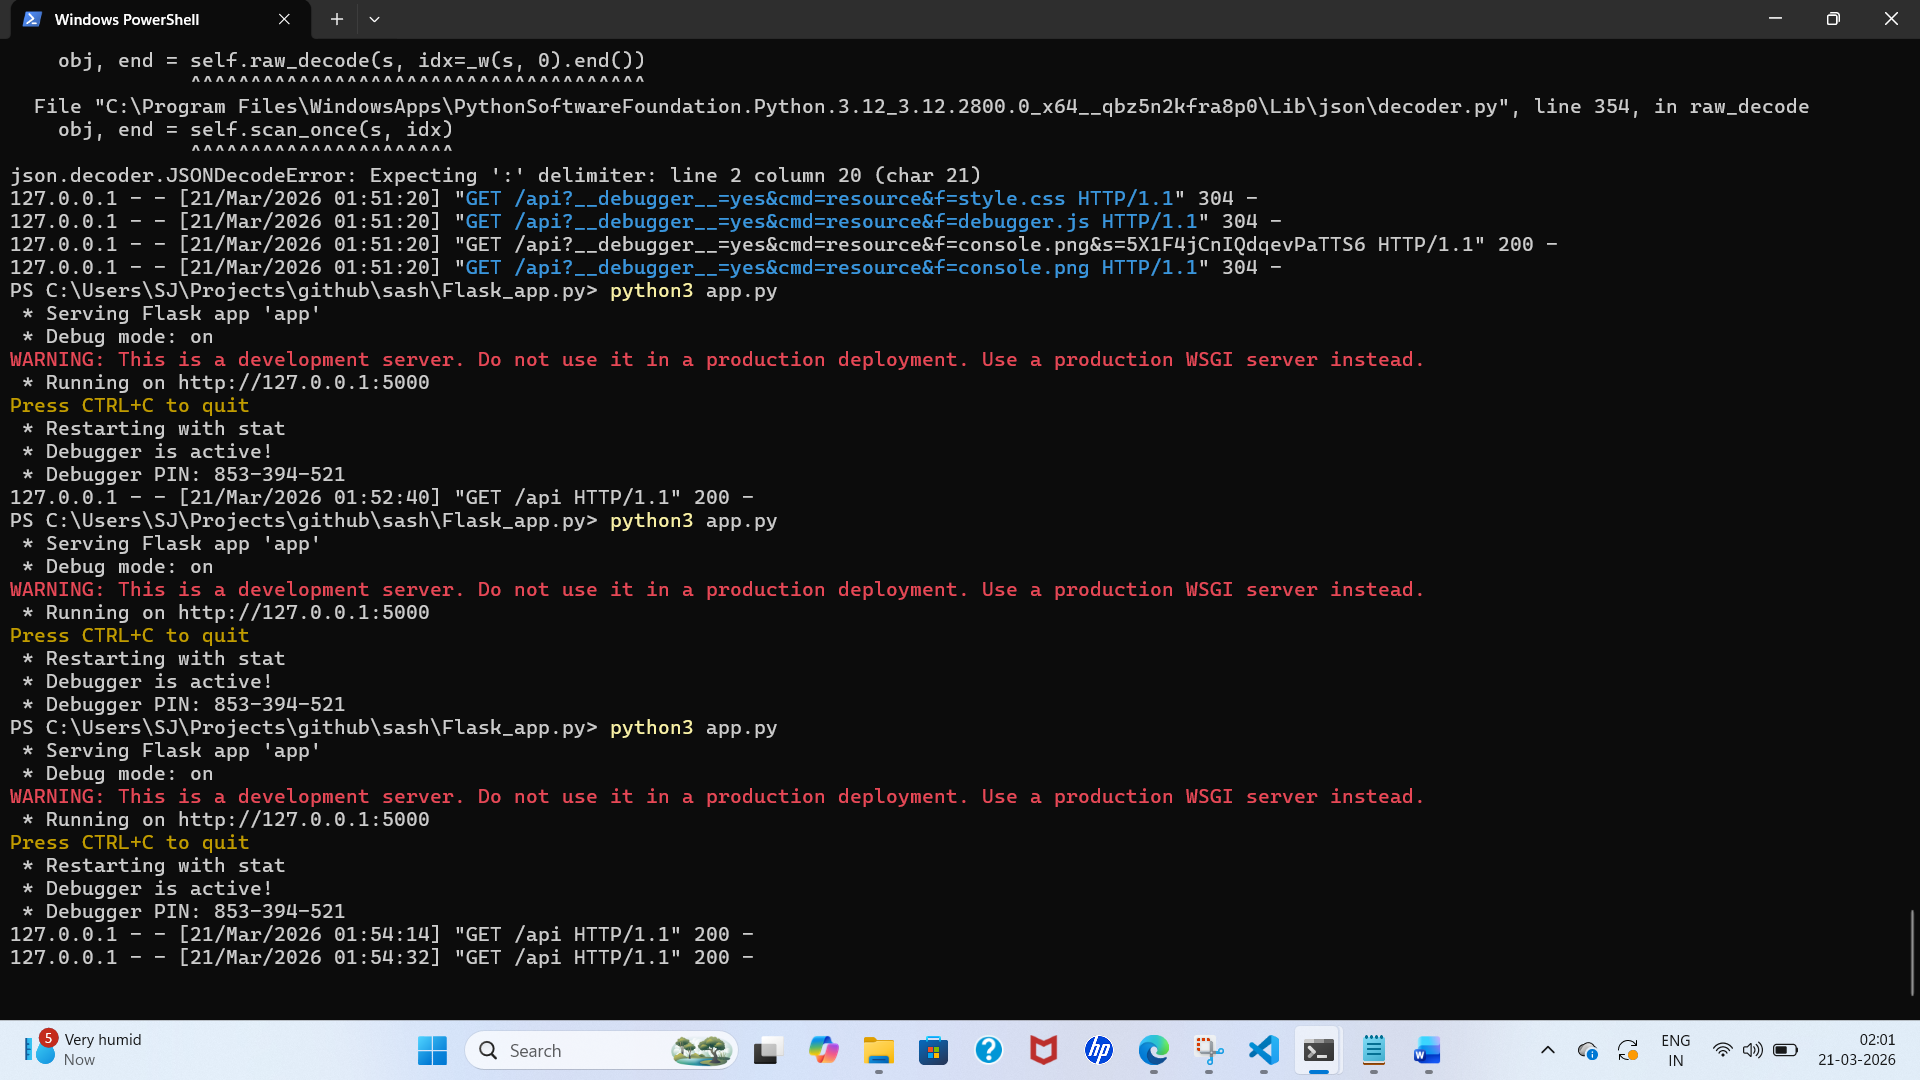 Windows PowerShell
    obj, end = self.raw_decode(s, idx=_w(s, 0).end())
               ^^^^^^^^^^^^^^^^^^^^^^^^^^^^^^^^^^^^^^
  File "C:\Program Files\WindowsApps\PythonSoftwareFoundation.Python.3.12_3.12.2800.0_x64__qbz5n2kfra8p0\Lib\json\decoder.py", line 354, in raw_decode
    obj, end = self.scan_once(s, idx)
               ^^^^^^^^^^^^^^^^^^^^^^
json.decoder.JSONDecodeError: Expecting ':' delimiter: line 2 column 20 (char 21)
127.0.0.1 - - [21/Mar/2026 01:51:20] "GET /api?__debugger__=yes&cmd=resource&f=style.css HTTP/1.1" 304 -
127.0.0.1 - - [21/Mar/2026 01:51:20] "GET /api?__debugger__=yes&cmd=resource&f=debugger.js HTTP/1.1" 304 -
127.0.0.1 - - [21/Mar/2026 01:51:20] "GET /api?__debugger__=yes&cmd=resource&f=console.png&s=5X1F4jCnIQdqevPaTTS6 HTTP/1.1" 200 -
127.0.0.1 - - [21/Mar/2026 01:51:20] "GET /api?__debugger__=yes&cmd=resource&f=console.png HTTP/1.1" 304 -
PS C:\Users\SJ\Projects\github\sash\Flask_app.py> python3 app.py
 * Serving Flask app 'app'
 * Debug mode: on
WARNING: This is a development server. Do not use it in a production deployment. Use a production WSGI server instead.
 * Running on http://127.0.0.1:5000
Press CTRL+C to quit
 * Restarting with stat
 * Debugger is active!
 * Debugger PIN: 853-394-521
127.0.0.1 - - [21/Mar/2026 01:52:40] "GET /api HTTP/1.1" 200 -
PS C:\Users\SJ\Projects\github\sash\Flask_app.py> python3 app.py
 * Serving Flask app 'app'
 * Debug mode: on
WARNING: This is a development server. Do not use it in a production deployment. Use a production WSGI server instead.
 * Running on http://127.0.0.1:5000
Press CTRL+C to quit
 * Restarting with stat
 * Debugger is active!
 * Debugger PIN: 853-394-521
PS C:\Users\SJ\Projects\github\sash\Flask_app.py> python3 app.py
 * Serving Flask app 'app'
 * Debug mode: on
WARNING: This is a development server. Do not use it in a production deployment. Use a production WSGI server instead.
 * Running on http://127.0.0.1:5000
Press CTRL+C to quit
 * Restarting with stat
 * Debugger is active!
 * Debugger PIN: 853-394-521
127.0.0.1 - - [21/Mar/2026 01:54:14] "GET /api HTTP/1.1" 200 -
127.0.0.1 - - [21/Mar/2026 01:54:32] "GET /api HTTP/1.1" 200 -
5
Very humid
Now
Search
hp
W
ENG
IN
02:01
21-03-2026